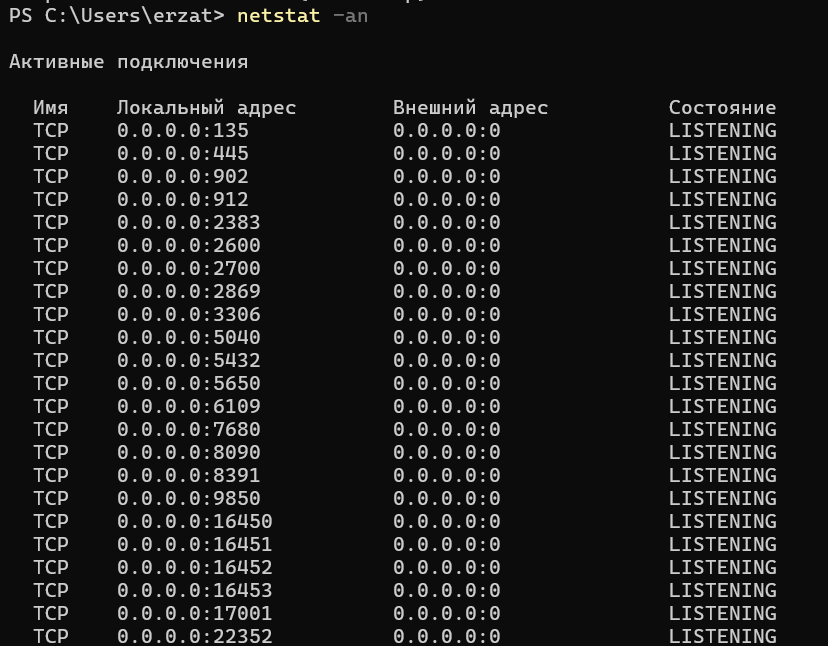 PS C:\Users\erzat> netstat -an
Активные подключения
Имя Локальный адрес Внешний адрес Состояние
TCP 0.0.0.0:135 0.0.0.0:0 LISTENING
TCP 0.0.0.0:445 0.0.0.0:0 LISTENING
TCP 0.0.0.0:902 0.0.0.0:0 LISTENING
TCP 0.0.0.0:912 0.0.0.0:0 LISTENING
TCP 0.0.0.0:2383 0.0.0.0:0 LISTENING
TCP 0.0.0.0:2600 0.0.0.0:0 LISTENING
TCP 0.0.0.0:2700 0.0.0.0:0 LISTENING
TCP 0.0.0.0:2869 0.0.0.0:0 LISTENING
TCP 0.0.0.0:3306 0.0.0.0:0 LISTENING
TCP 0.0.0.0:5040 0.0.0.0:0 LISTENING
TCP 0.0.0.0:5432 0.0.0.0:0 LISTENING
TCP 0.0.0.0:5650 0.0.0.0:0 LISTENING
TCP 0.0.0.0:6109 0.0.0.0:0 LISTENING
TCP 0.0.0.0:7680 0.0.0.0:0 LISTENING
TCP 0.0.0.0:8090 0.0.0.0:0 LISTENING
TCP 0.0.0.0:8391 0.0.0.0:0 LISTENING
TCP 0.0.0.0:9850 0.0.0.0:0 LISTENING
TCP 0.0.0.0:16450 0.0.0.0:0 LISTENING
TCP 0.0.0.0:16451 0.0.0.0:0 LISTENING
TCP 0.0.0.0:16452 0.0.0.0:0 LISTENING
TCP 0.0.0.0:16453 0.0.0.0:0 LISTENING
TCP 0.0.0.0:17001 0.0.0.0:0 LISTENING
TCP 0.0.0.0:22352 0.0.0.0:0 LISTENING